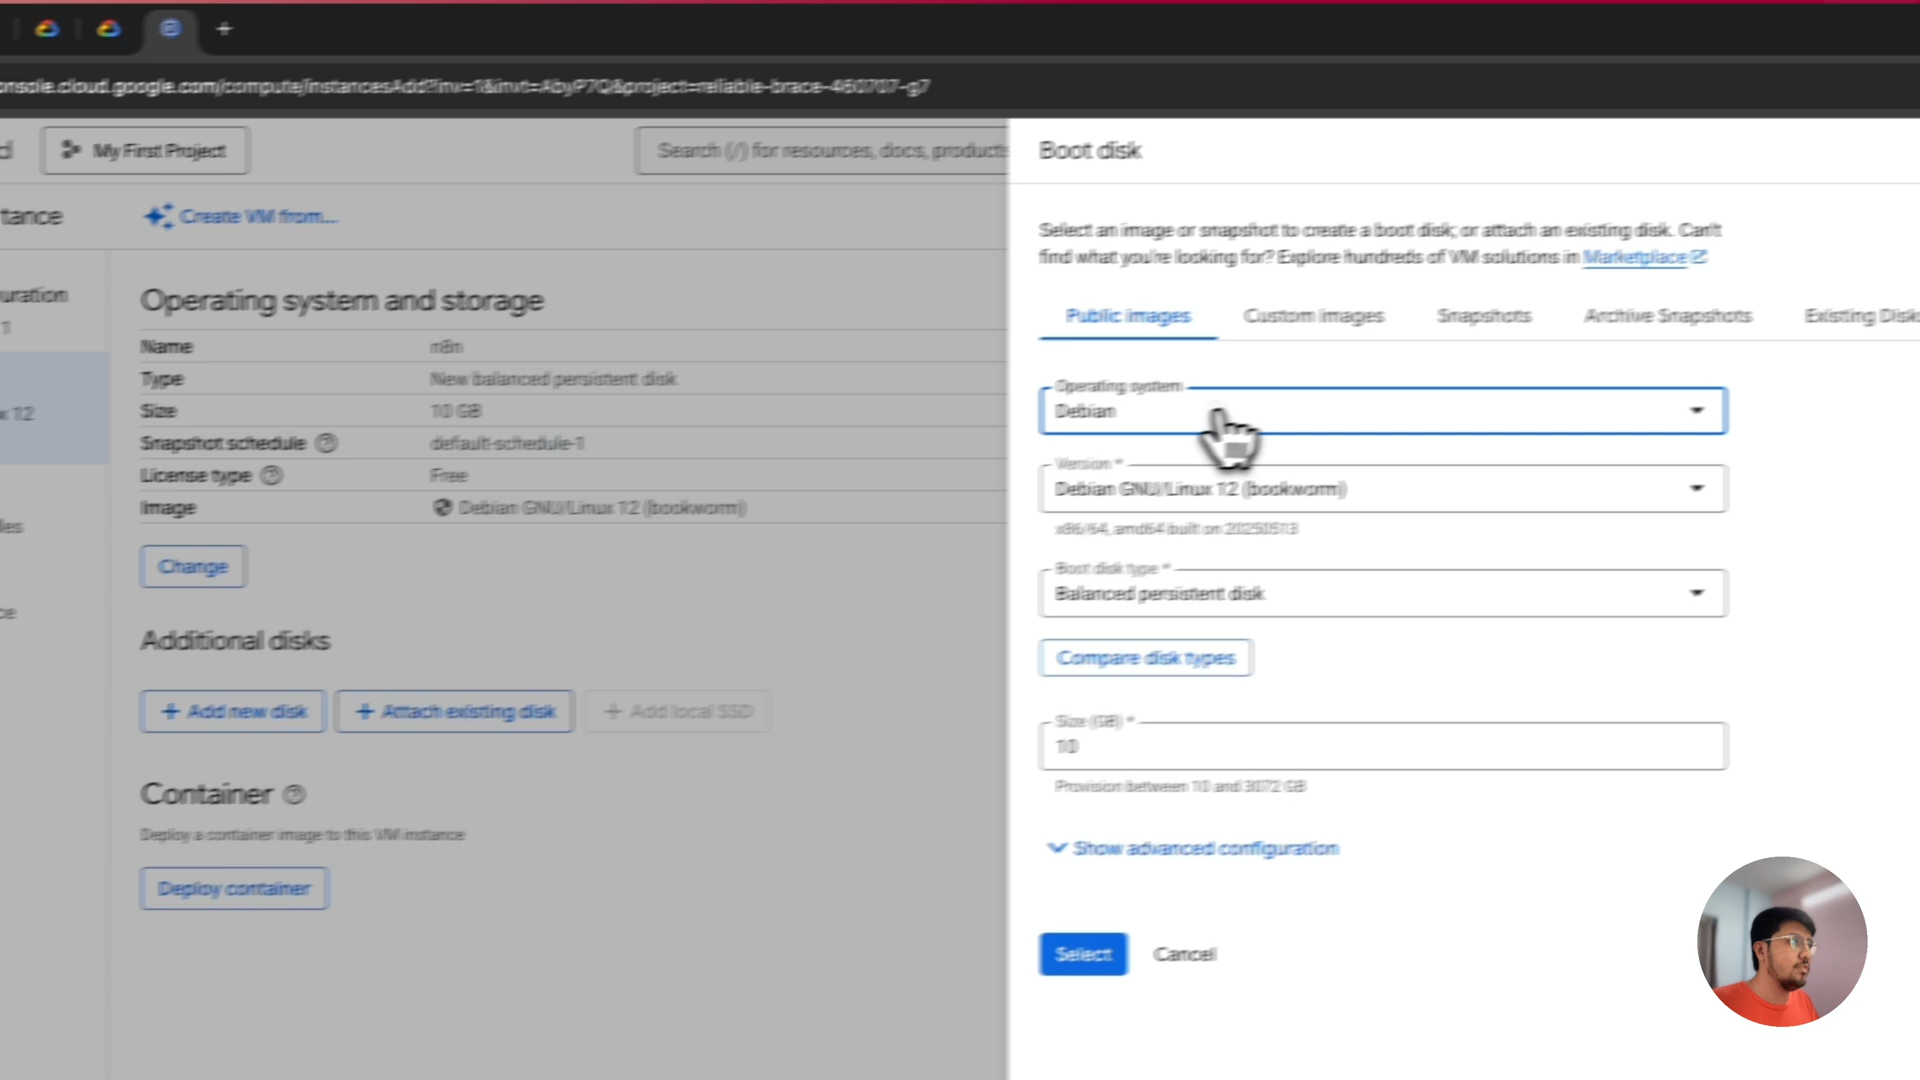 onsole.cloud.google.com/compute/instancesAdd?inv=1&invt=AbyP7Q&project=reliable-brace-460707-g7
d
My First Project
Search (/) for resources, docs, products
tance
Create VM from...
uration
1
x 12
les
ce
Operating system and storage
Name n8n
Type New balanced persistent disk
Size 10 GB
Snapshot schedule default-schedule-1
License type Free
Image Debian GNU/Linux 12 (bookworm)
Change
Additional disks
+ Add new disk
+ Attach existing disk
+ Add local SSD
Container
Deploy a container image to this VM instance
Deploy container
Boot disk
Select an image or snapshot to create a boot disk; or attach an existing disk. Can't
find what you're looking for? Explore hundreds of VM solutions in Marketplace
Public images Custom images Snapshots Archive Snapshots Existing Disks
Operating system
Debian
Version *
Debian GNU/Linux 12 (bookworm)
x86/64, amd64 built on 20250513
Boot disk type *
Balanced persistent disk
Compare disk types
Size (GB) *
10
Provision between 10 and 3072 GB
Show advanced configuration
Select
Cancel